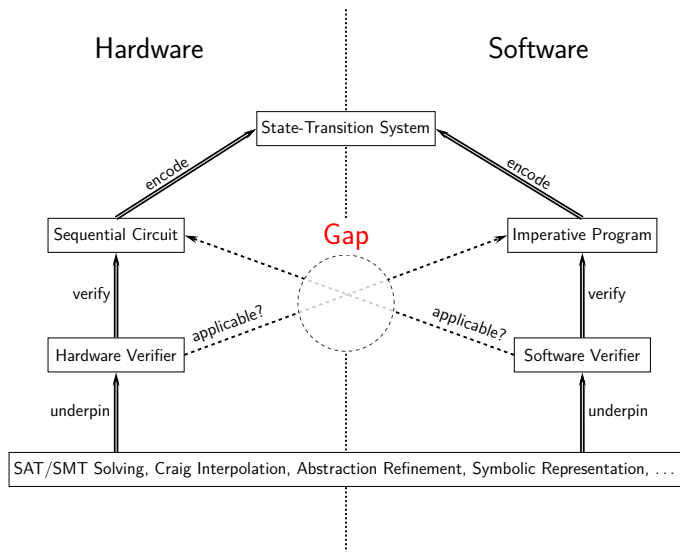 Hardware
Software
State-Transition System
encode
encode
Sequential Circuit
Gap
Imperative Program
verify
verify
applicable?
applicable?
Hardware Verifier
Software Verifier
underpin
underpin
SAT/SMT Solving, Craig Interpolation, Abstraction Refinement, Symbolic Representation, ...